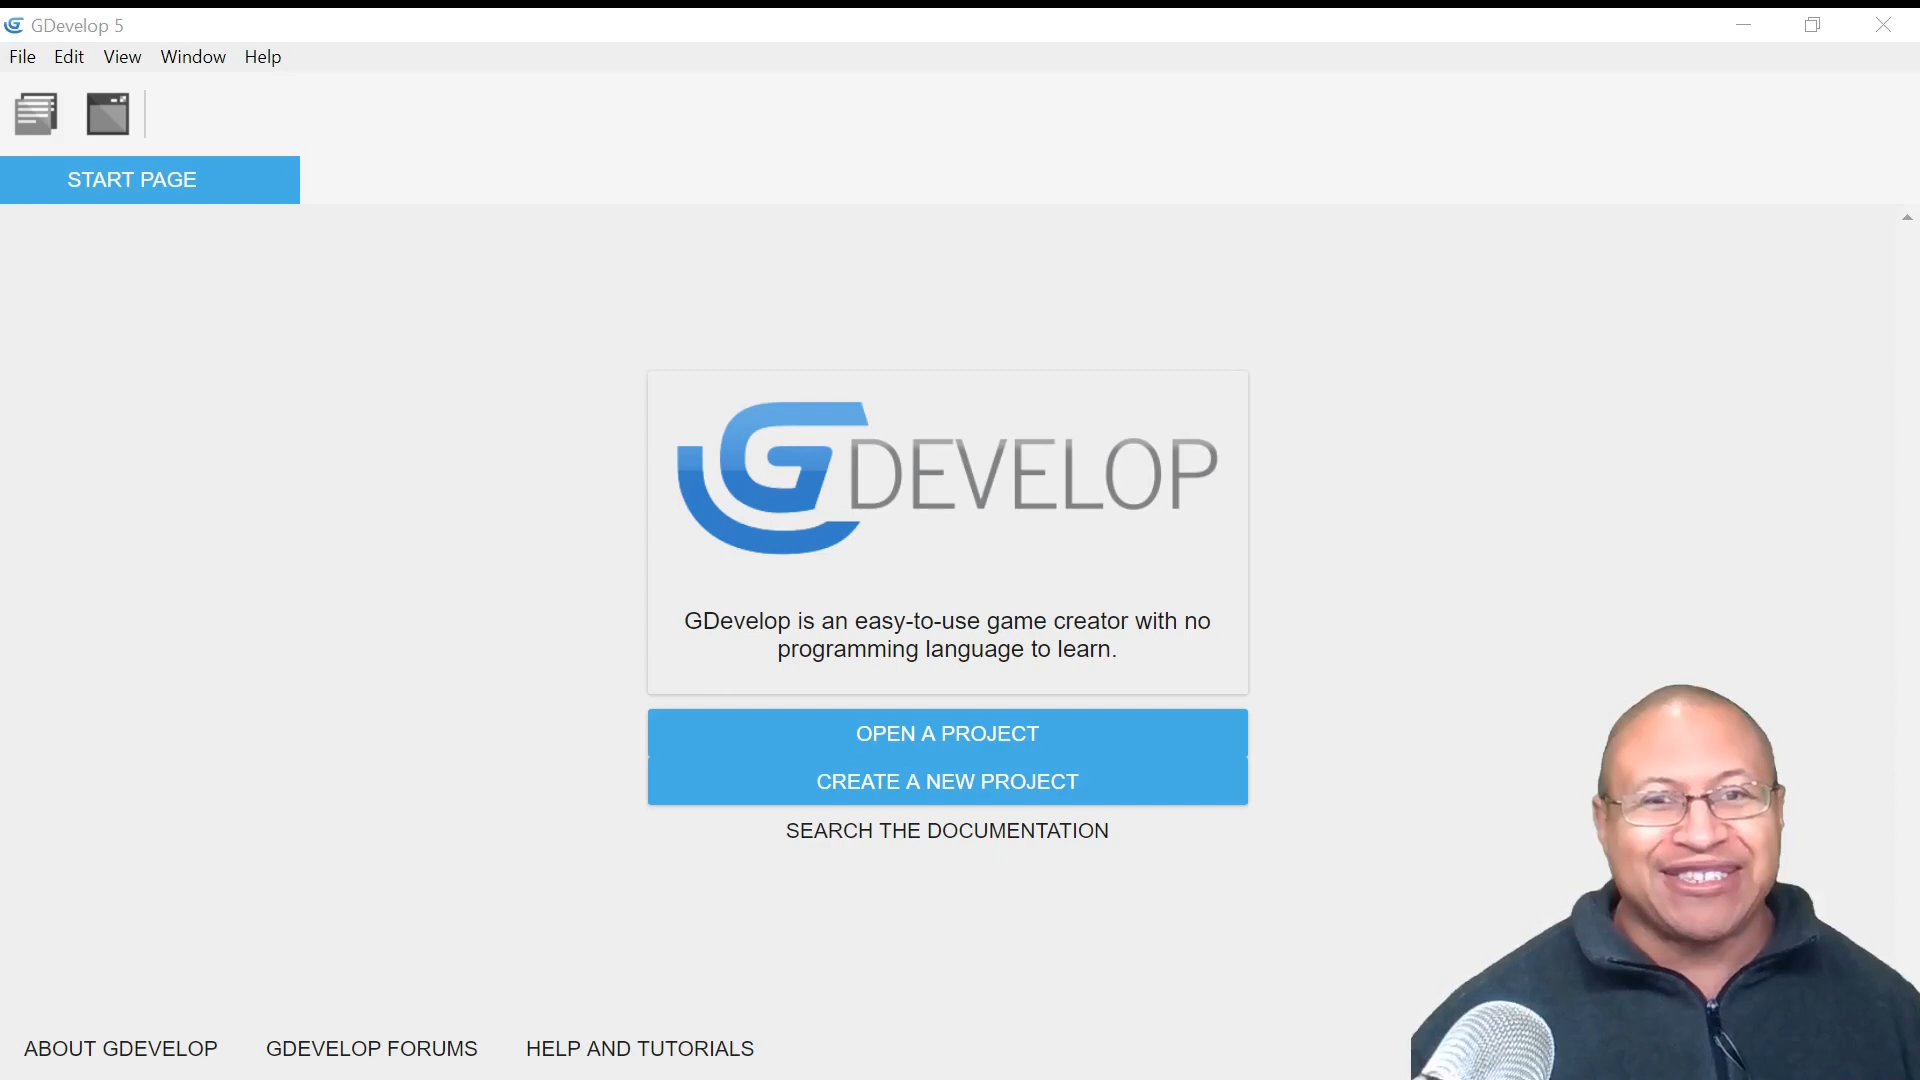 GDevelop 5
File Edit View Window Help
START PAGE
GDEVELOP
GDevelop is an easy-to-use game creator with no
programming language to learn.
OPEN A PROJECT
CREATE A NEW PROJECT
SEARCH THE DOCUMENTATION
ABOUT GDEVELOP GDEVELOP FORUMS HELP AND TUTORIALS